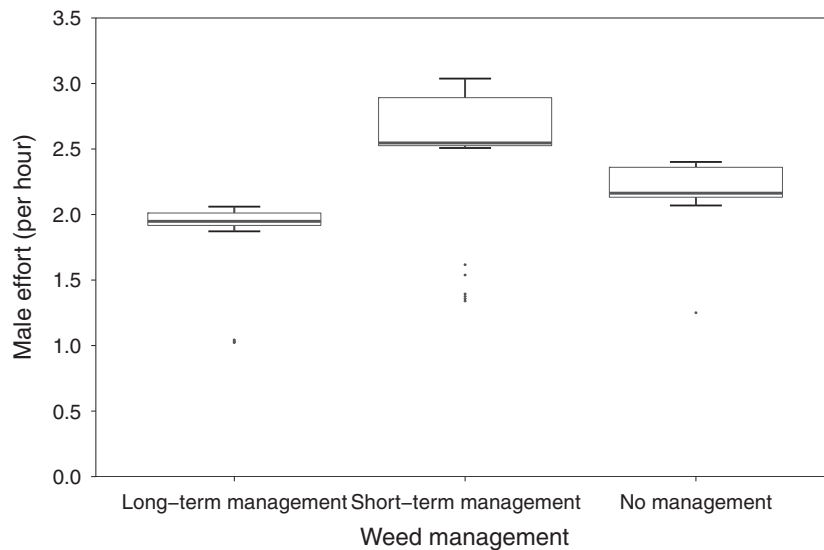 3.5
3.0
2.5
2.0
1.5
1.0
0.5
0.0
Male effort (per hour)
Long−term management Short−term management No management
Weed management